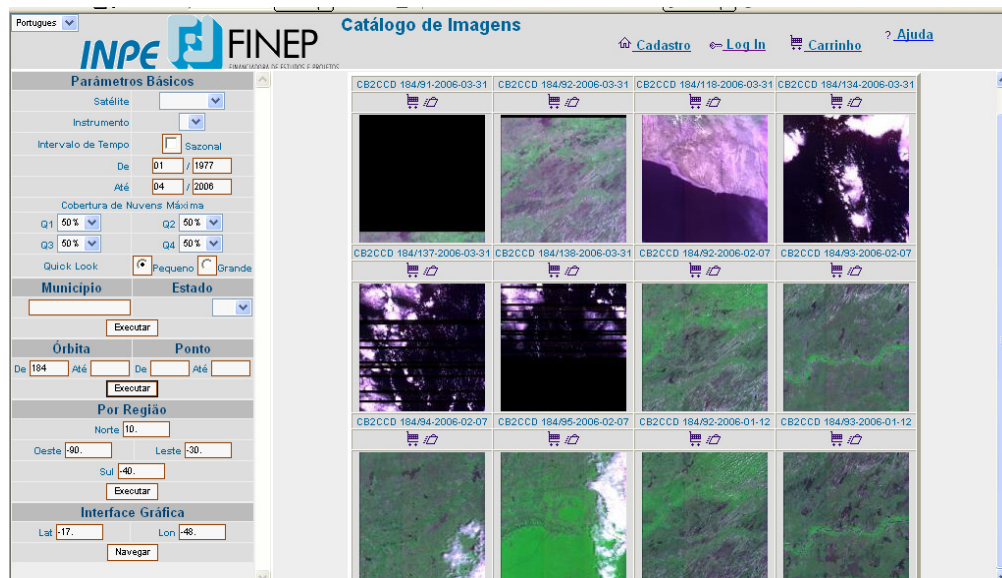 Portugues
INPE FINEP
FINANCIADORA DE ESTUDOS E PROJETOS
Catálogo de Imagens
Cadastro Log In Carrinho ? Ajuda
Parâmetros Básicos
Satélite
Instrumento
Intervalo de Tempo Sazonal
De 01 / 1977
Até 04 / 2006
Cobertura de Nuvens Máxima
Q1 50% Q2 50%
Q3 50% Q4 50%
Quick Look Pequeno Grande
Município Estado
Executar
Órbita Ponto
De 184 Até De Até
Executar
Por Região
Norte 10.
Oeste -90. Leste -30.
Sul -40.
Executar
Interface Gráfica
Lat -17. Lon -48.
Navegar
CB2CCD 184/91-2006-03-31 CB2CCD 184/92-2006-03-31 CB2CCD 184/118-2006-03-31 CB2CCD 184/134-2006-03-31
CB2CCD 184/137-2006-03-31 CB2CCD 184/138-2006-03-31 CB2CCD 184/92-2006-02-07 CB2CCD 184/93-2006-02-07
CB2CCD 184/94-2006-02-07 CB2CCD 184/95-2006-02-07 CB2CCD 184/92-2006-01-12 CB2CCD 184/93-2006-01-12